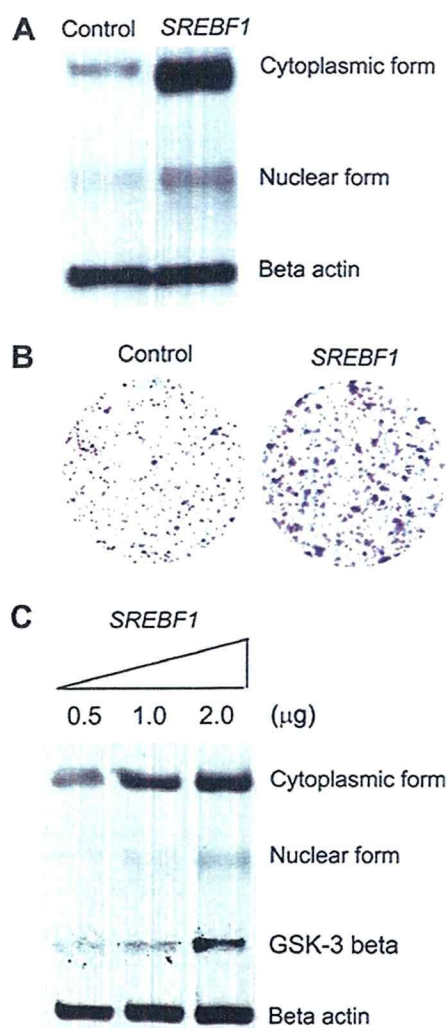 A
Control SREBF1
Cytoplasmic form
Nuclear form
Beta actin
B
Control SREBF1
C
SREBF1
0.5 1.0 2.0 (μg)
Cytoplasmic form
Nuclear form
GSK-3 beta
Beta actin